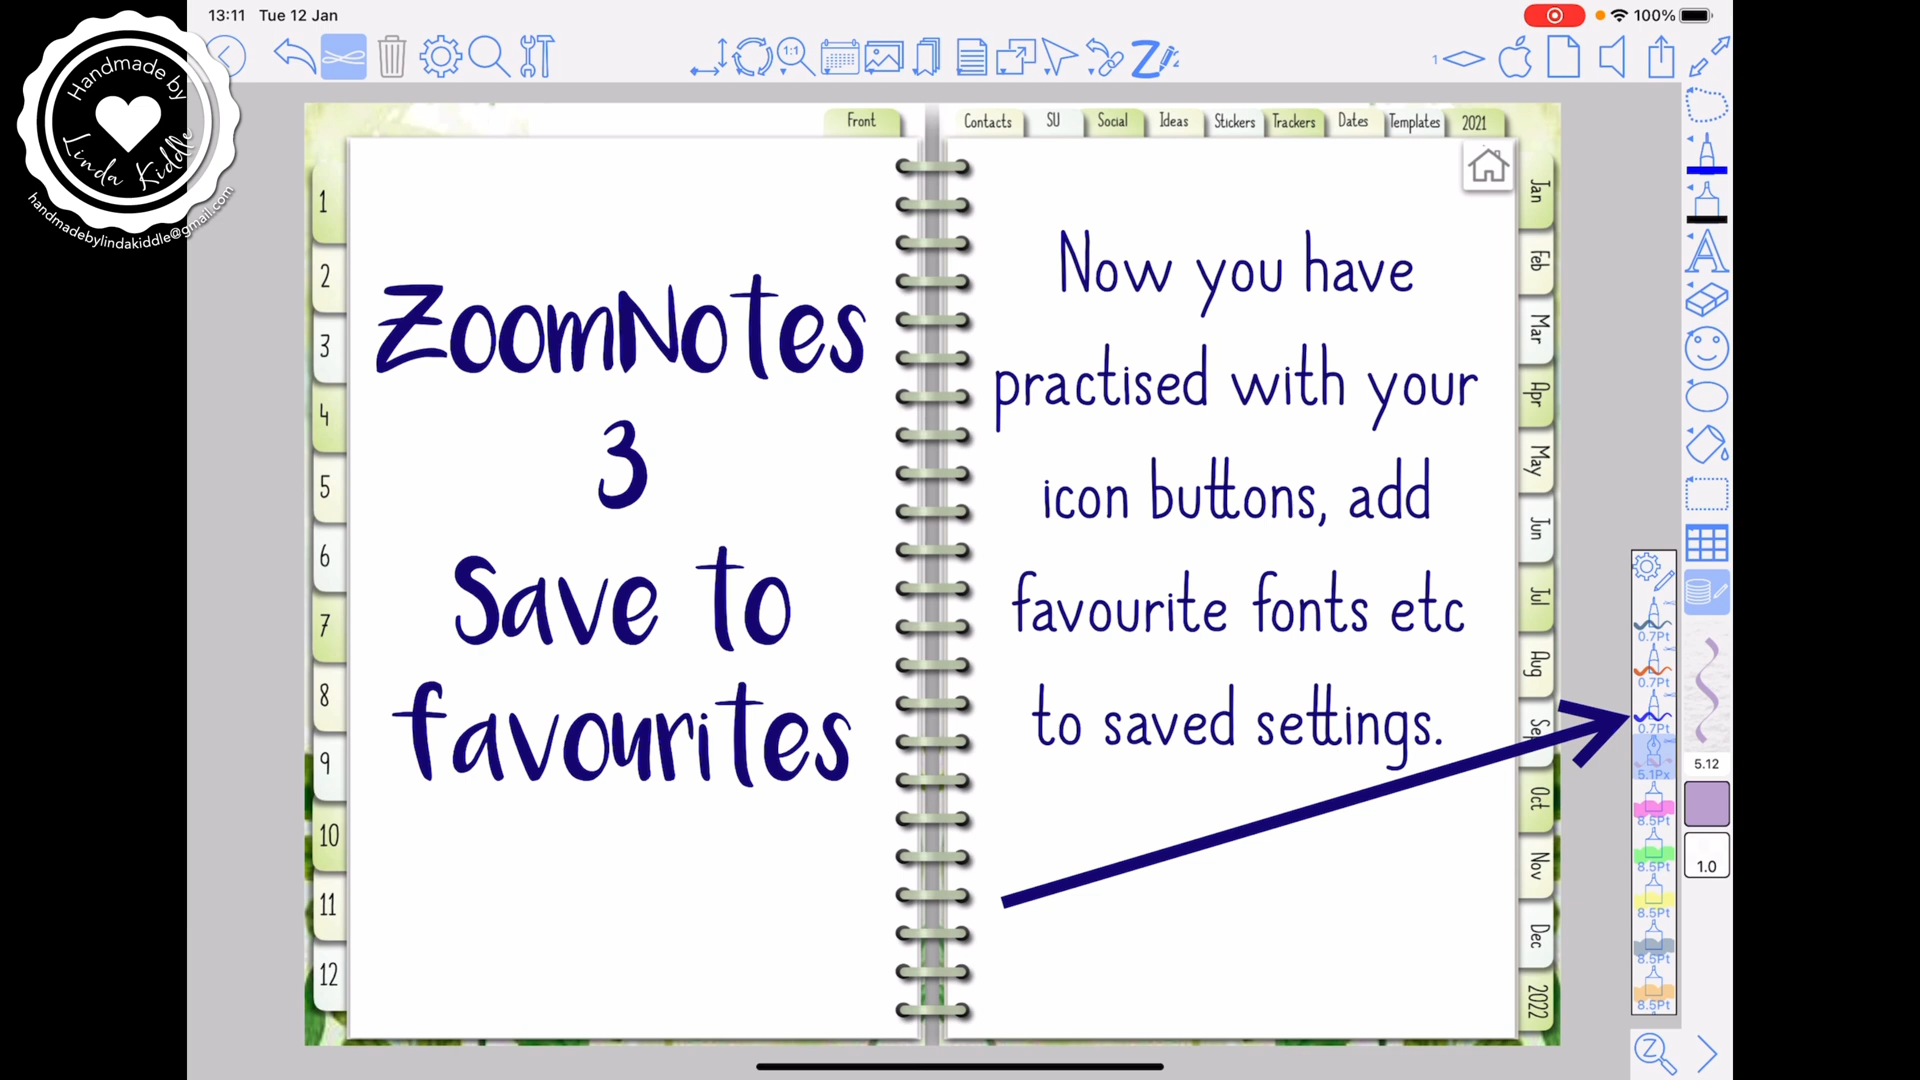 13:11 Tue 12 Jan
100%
Handmade by
Linda Kiddle
handmadebylindakiddle@gmail.com
1:1
1
Front
Contacts
SU
Social
Ideas
Stickers
Trackers
Dates
Templates
2021
1
2
3
4
5
6
7
8
9
10
11
12
ZoomNotes
3
Save to
favourites
Now you have
practised with your
icon buttons, add
favourite fonts etc
to saved settings.
Jan
Feb
Mar
Apr
May
Jun
Jul
Aug
Sep
Oct
Nov
Dec
2022
0.7Pt
0.7Pt
0.7Pt
5.1Px
8.5Pt
8.5Pt
8.5Pt
8.5Pt
8.5Pt
5.12
1.0